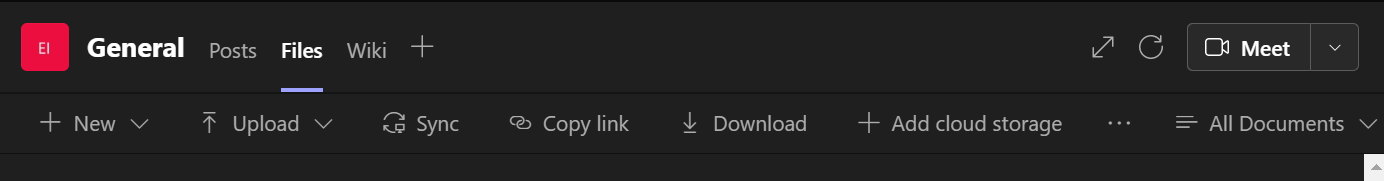 EI General Posts Files Wiki Meet
New Upload Sync Copy link Download Add cloud storage All Documents